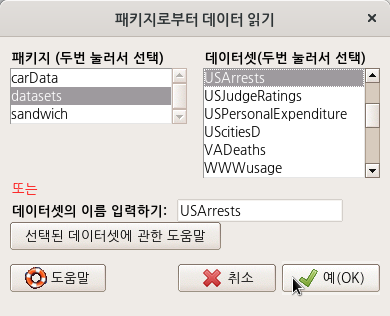 패키지로부터 데이터 읽기
패키지 (두번 눌러서 선택)
데이터셋(두번 눌러서 선택)
carData
datasets
sandwich
USArrests
USJudgeRatings
USPersonalExpenditure
UScitiesD
VADeaths
WWWusage
또는
데이터셋의 이름 입력하기: USArrests
선택된 데이터셋에 관한 도움말
도움말 취소 예(OK)